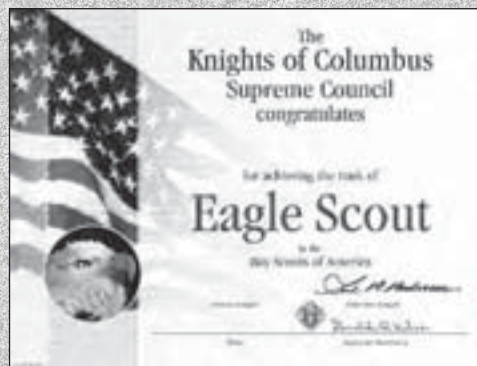 The
Knights of Columbus
Supreme Council
congratulates
for achieving the rank of
Eagle Scout
in the
Boy Scouts of America